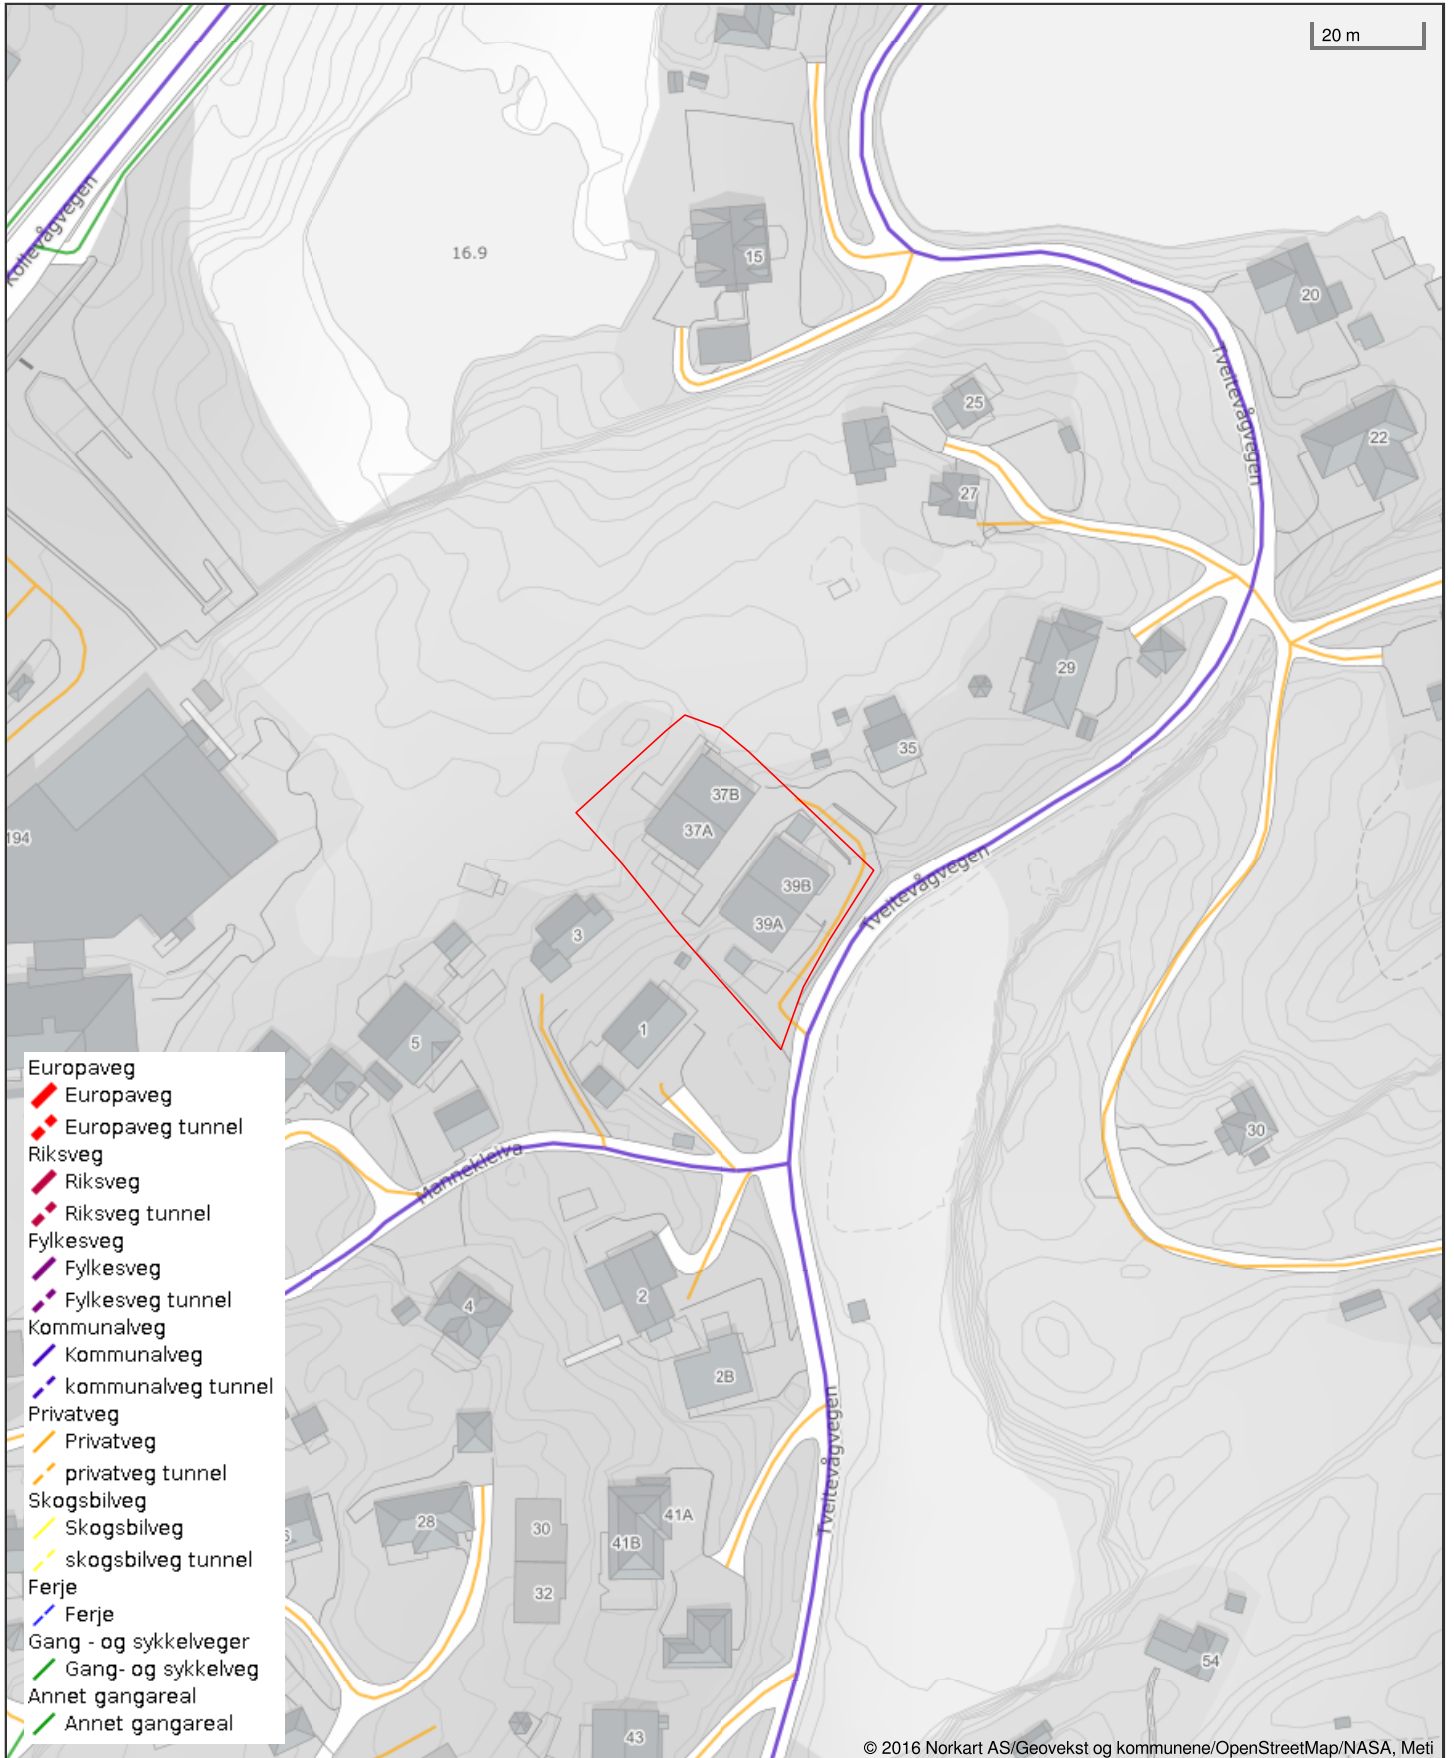 20 m
Kollevågvegen
16.9
15
20
Tveitevågvegen
25
22
27
29
35
37B
37A
194
39B
Tveitevågvegen
39A
3
1
5
30
Mannekleiva
2
4
2B
Tveitevågvegen
28
30
41A
41B
32
54
43
Europaveg
Europaveg
Europaveg tunnel
Riksveg
Riksveg
Riksveg tunnel
Fylkesveg
Fylkesveg
Fylkesveg tunnel
Kommunalveg
Kommunalveg
kommunalveg tunnel
Privatveg
Privatveg
privatveg tunnel
Skogsbilveg
Skogsbilveg
skogsbilveg tunnel
Ferje
Ferje
Gang - og sykkelveger
Gang- og sykkelveg
Annet gangareal
Annet gangareal
© 2016 Norkart AS/Geovekst og kommunene/OpenStreetMap/NASA, Meti